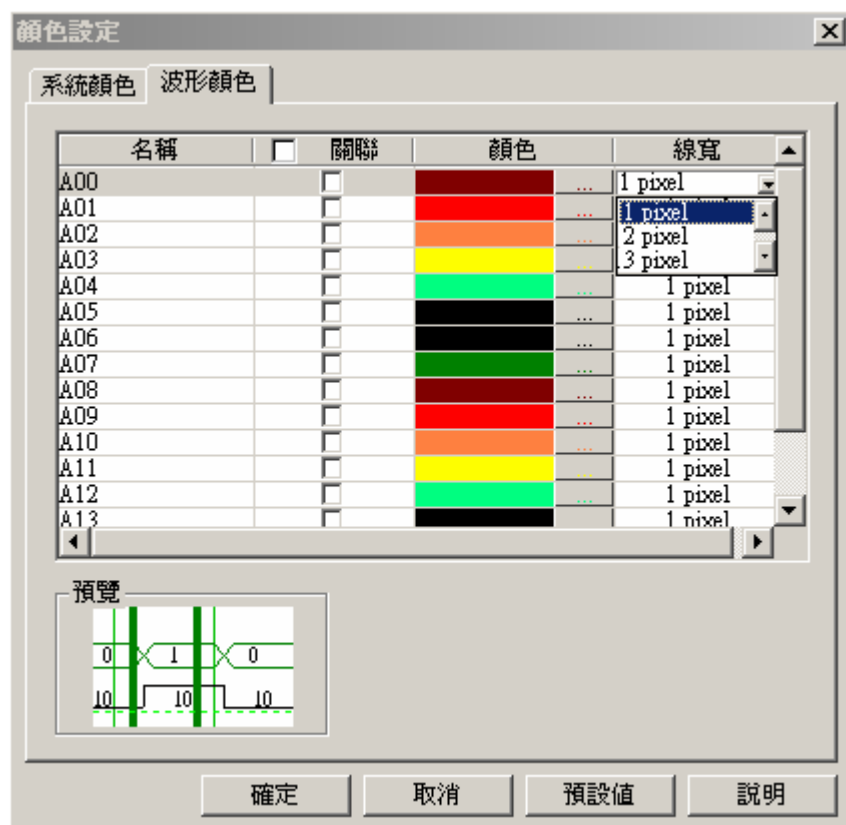 顏色設定
系統顏色 波形顏色
名稱 關聯 顏色 線寬
A00 ... 1 pixel
A01 ... 1 pixel
A02 ... 2 pixel
A03 ... 3 pixel
A04 ... 1 pixel
A05 ... 1 pixel
A06 ... 1 pixel
A07 ... 1 pixel
A08 ... 1 pixel
A09 ... 1 pixel
A10 ... 1 pixel
A11 ... 1 pixel
A12 ... 1 pixel
A13 1 pixel
預覽
0 1 0
10 10 10
確定 取消 預設值 說明